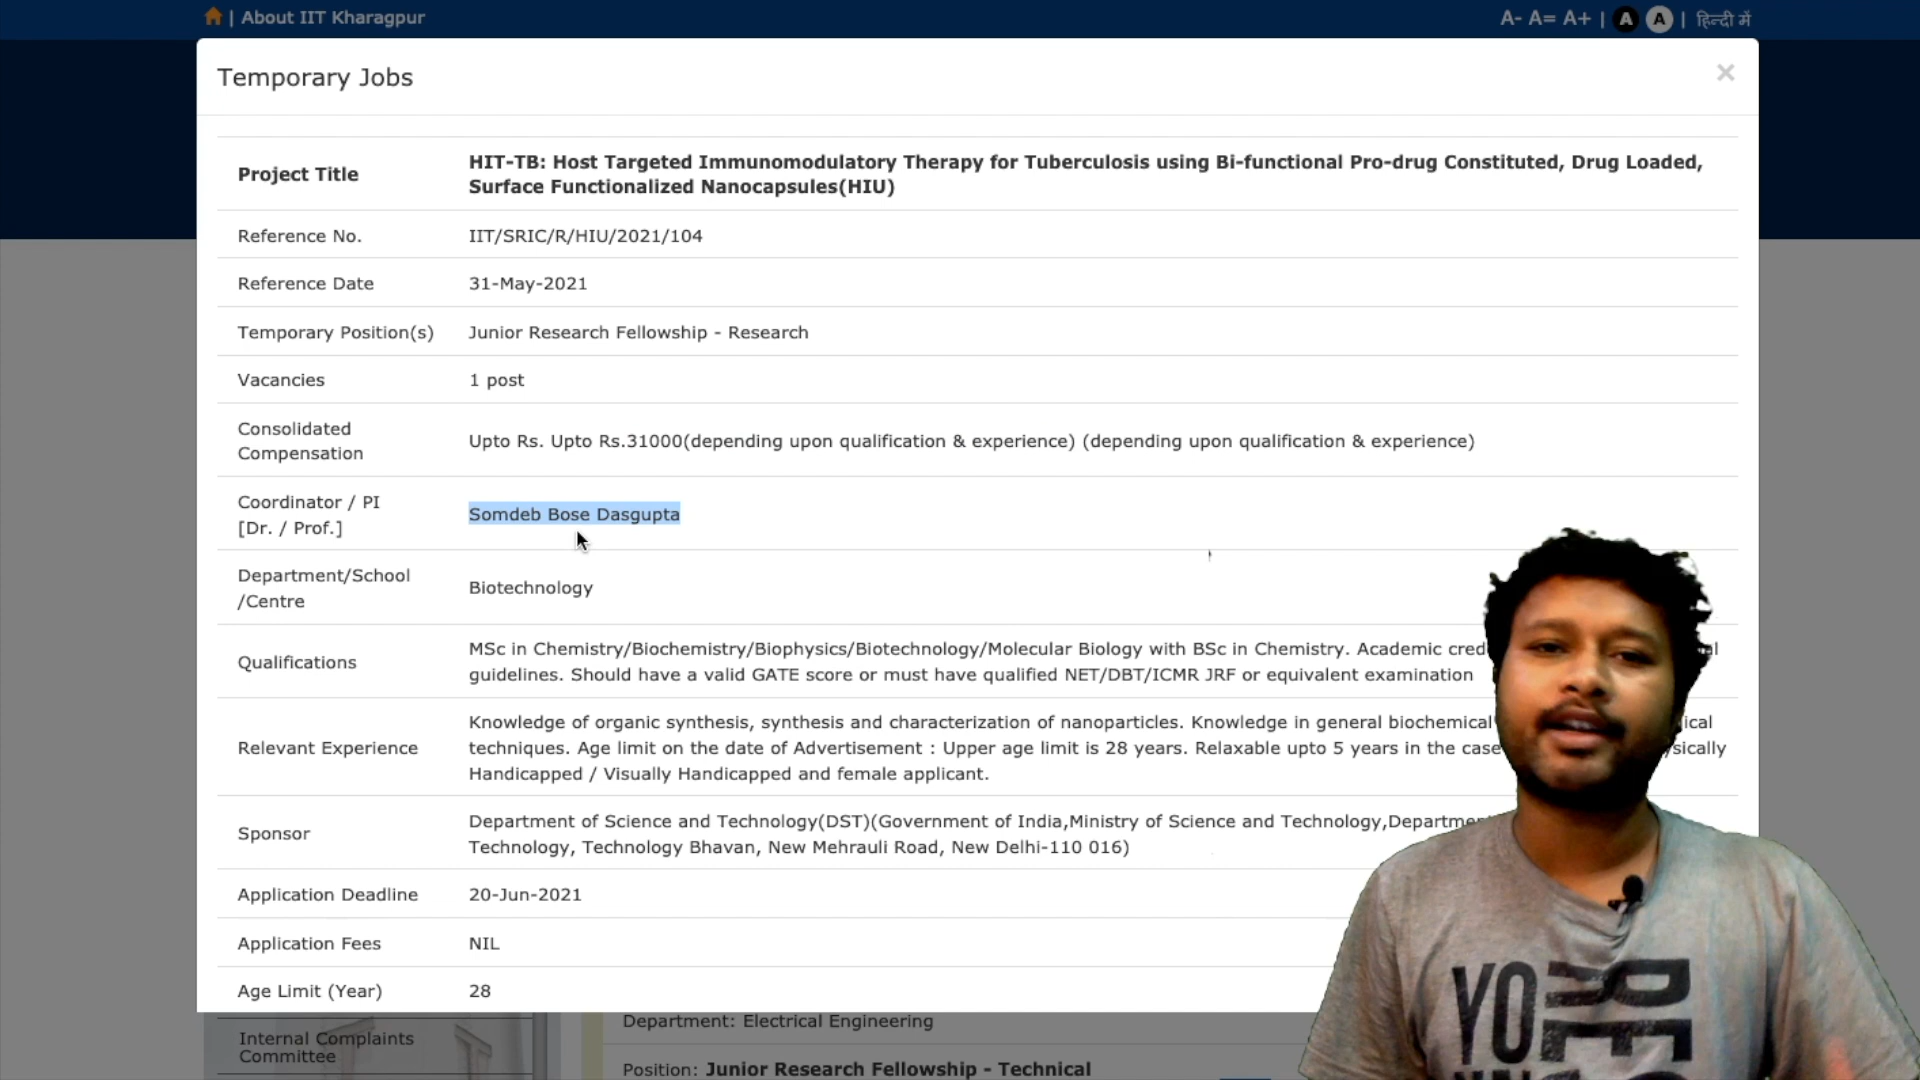 | About IIT Kharagpur
A- A= A+ | A A | हिन्दी में
Temporary Jobs
×
Project Title
HIT-TB: Host Targeted Immunomodulatory Therapy for Tuberculosis using Bi-functional Pro-drug Constituted, Drug Loaded,
Surface Functionalized Nanocapsules(HIU)
Reference No.
IIT/SRIC/R/HIU/2021/104
Reference Date
31-May-2021
Temporary Position(s)
Junior Research Fellowship - Research
Vacancies
1 post
Consolidated
Compensation
Upto Rs. Upto Rs.31000(depending upon qualification & experience) (depending upon qualification & experience)
Coordinator / PI
[Dr. / Prof.]
Somdeb Bose Dasgupta
Department/School
/Centre
Biotechnology
Qualifications
MSc in Chemistry/Biochemistry/Biophysics/Biotechnology/Molecular Biology with BSc in Chemistry. Academic
guidelines. Should have a valid GATE score or must have qualified NET/DBT/ICMR JRF or equivalent examination
Relevant Experience
Knowledge of organic synthesis, synthesis and characterization of nanoparticles. Knowledge in general biochemical
techniques. Age limit on the date of Advertisement : Upper age limit is 28 years. Relaxable upto 5 years in the case
Handicapped / Visually Handicapped and female applicant.
Sponsor
Department of Science and Technology(DST)(Government of India,Ministry of Science and Technology,
Technology, Technology Bhavan, New Mehrauli Road, New Delhi-110 016)
Application Deadline
20-Jun-2021
Application Fees
NIL
Age Limit (Year)
28
Internal Complaints
Committee
Department: Electrical Engineering
Position: Junior Research Fellowship - Technical
YO